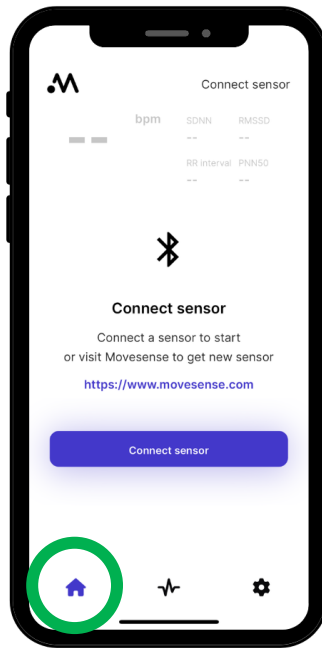 Connect sensor
bpm
SDNN
RMSSD
-- --
--
--
RR interval
PNN50
--
--
Connect sensor
Connect a sensor to start
or visit Movesense to get new sensor
https://www.movesense.com
Connect sensor